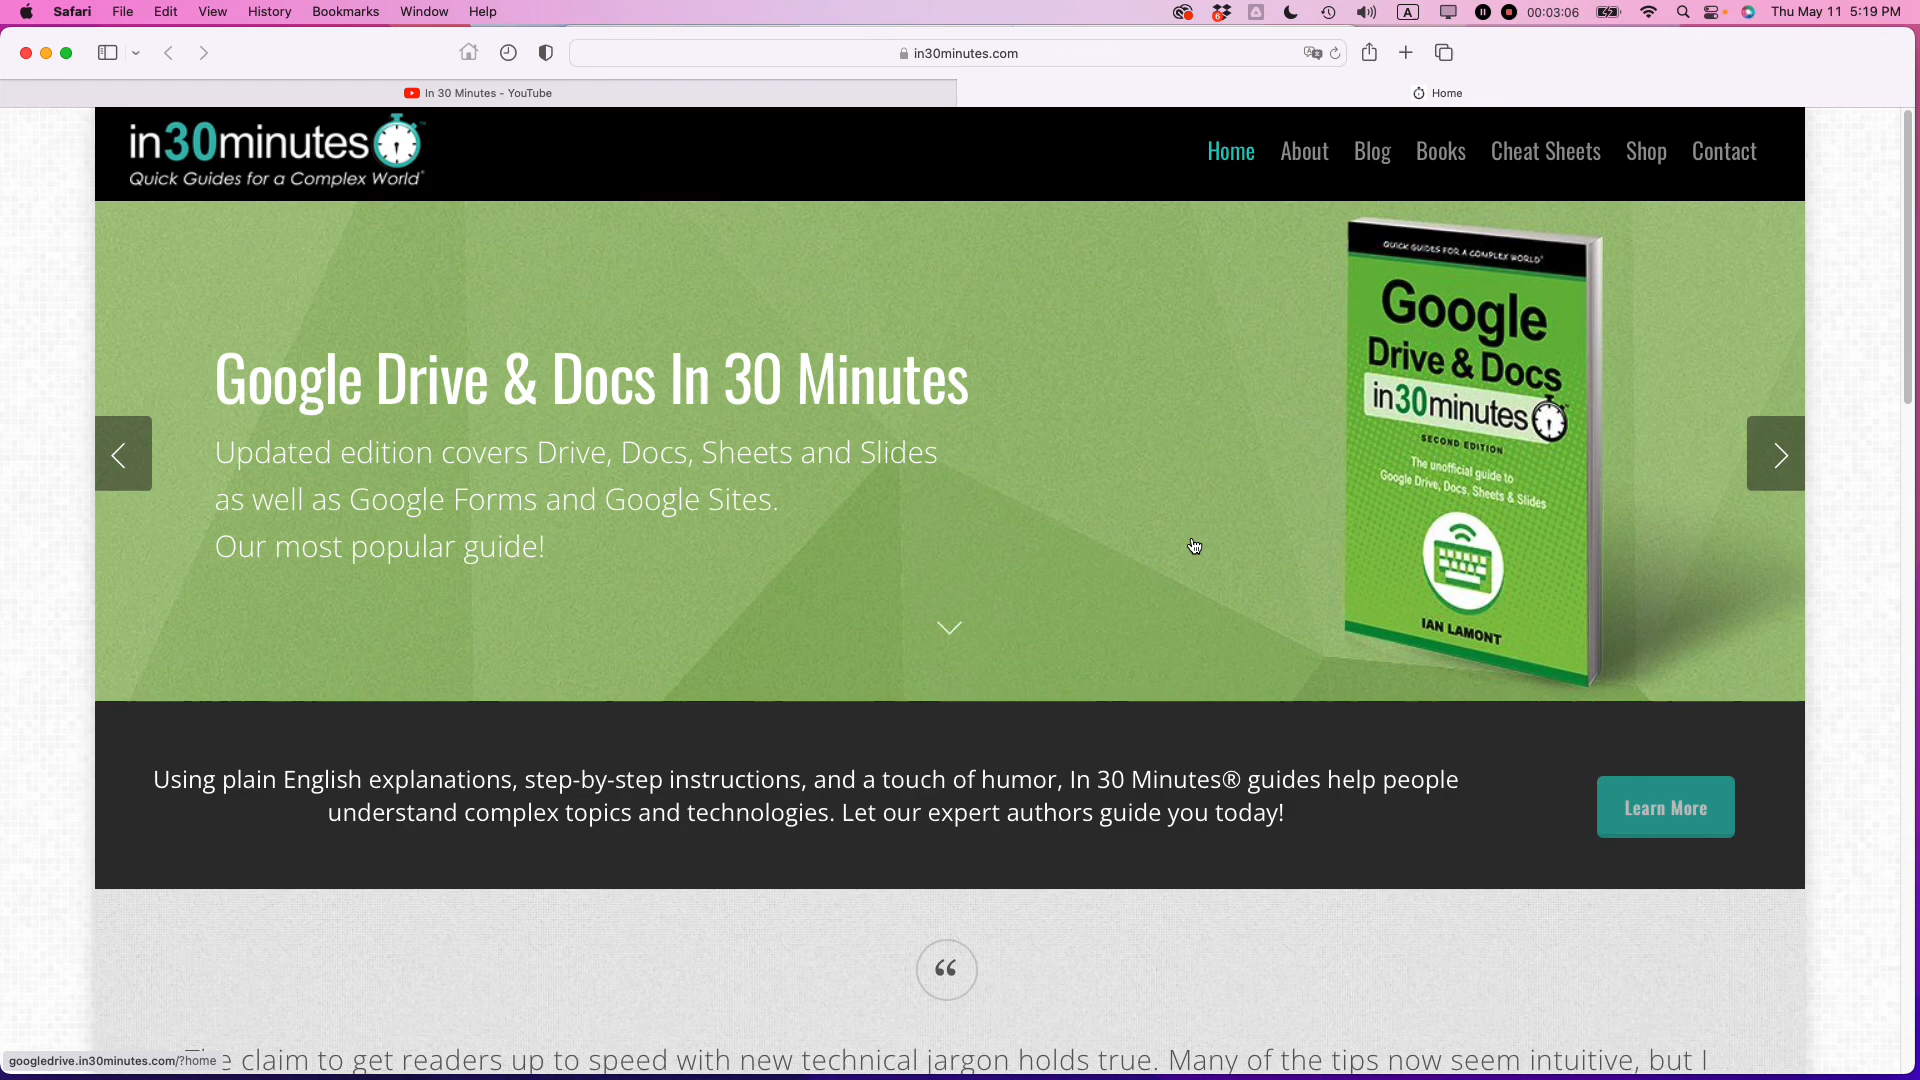 Safari File Edit View History Bookmarks Window Help
6 A 00:03:06 Thu May 11 5:19 PM
in30minutes.com
In 30 Minutes - YouTube
Home
in30minutes™
Quick Guides for a Complex World®
Home About Blog Books Cheat Sheets Shop Contact
Google Drive & Docs In 30 Minutes
Updated edition covers Drive, Docs, Sheets and Slides
as well as Google Forms and Google Sites.
Our most popular guide!
QUICK GUIDES FOR A COMPLEX WORLD®
Google
Drive & Docs
in30minutes™
SECOND EDITION
The unofficial guide to
Google Drive, Docs, Sheets & Slides
IAN LAMONT
Using plain English explanations, step-by-step instructions, and a touch of humor, In 30 Minutes® guides help people
understand complex topics and technologies. Let our expert authors guide you today!
Learn More
“
The claim to get readers up to speed with new technical jargon holds true. Many of the tips now seem intuitive, but I
googledrive.in30minutes.com/?home